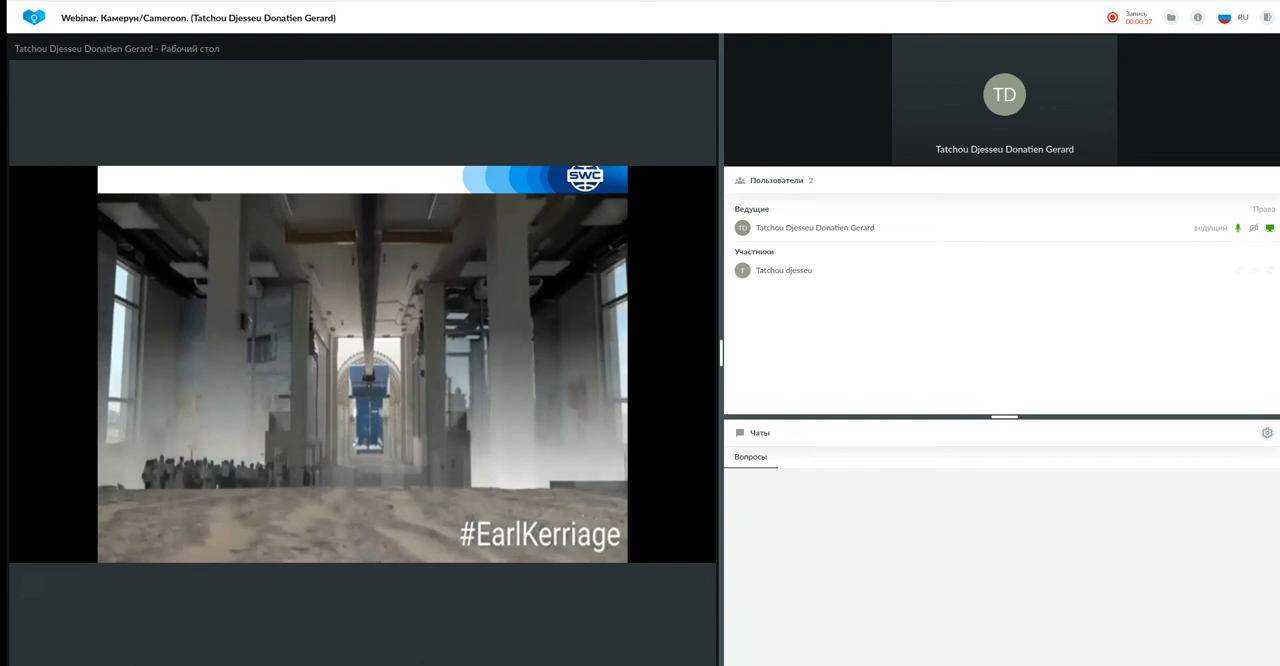 Webinar. Камерун/Cameroon. (Tatchou Djesseu Donatien Gerard)
Запись
00:00:37
RU
Tatchou Djesseu Donatien Gerard - Рабочий стол
SWC
#EarlKerriage
TD
Tatchou Djesseu Donatien Gerard
Пользователи 2
Ведущие Права
TD Tatchou Djesseu Donatien Gerard ведущий
Участники
T Tatchou djesseu
Чаты
Вопросы